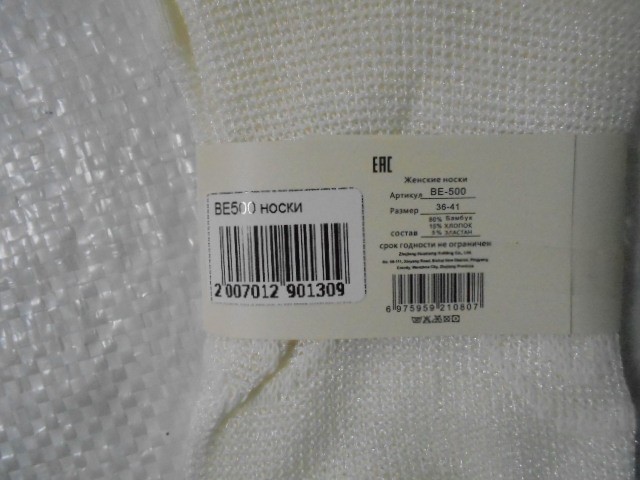 BE500 носки
2 007012 901309
EAC
Женские носки
Артикул BE-500
Размер 36-41
80% Бамбук
15% ХЛОПОК
состав 5% ЭЛАСТАН
срок годности не ограничен
6 975959 210807